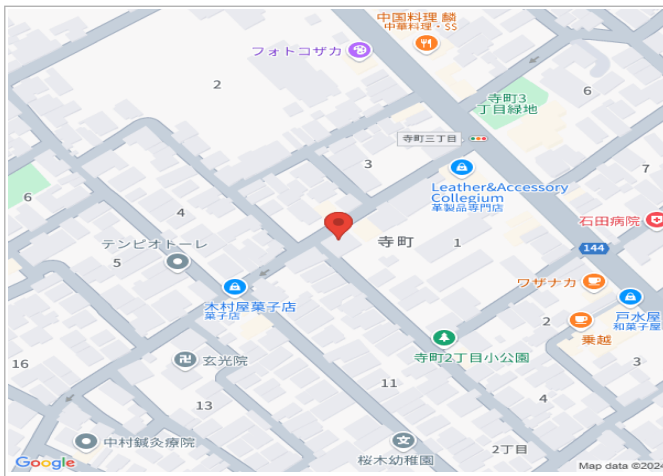 中国料理 麟
中華料理・SS
フォトコザカ
2
寺町3
丁目緑地
6
寺町三丁目
3
7
Leather&Accessory
Collegium
革製品専門店
6
4
石田病院
寺町
1
テンピオトーレ
144
5
ワザナカ
木村屋菓子店
菓子店
戸水屋
和菓子屋
2
乗越
玄光院
寺町2丁目小公園
3
16
11
13
4
中村鍼灸療院
桜木幼稚園
2丁目
Google
Map data ©2024